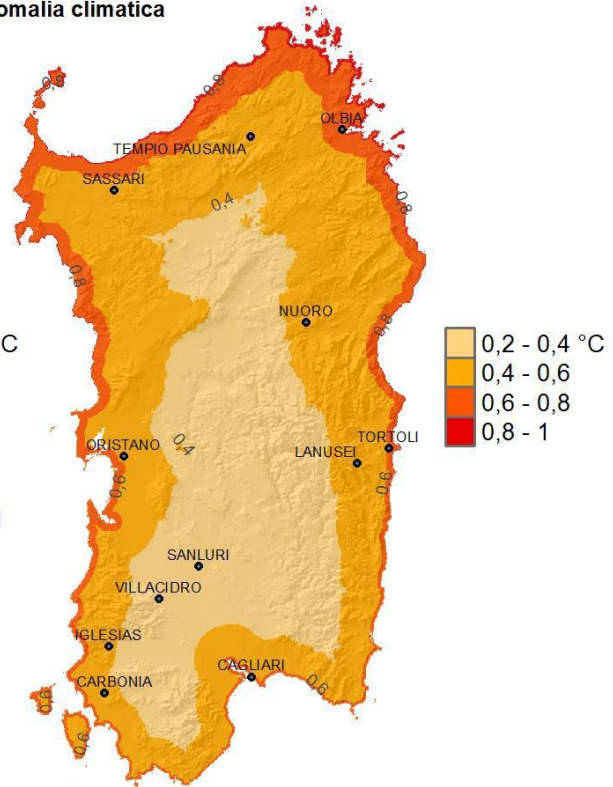 omalia climatica
0,8
0,8
OLBIA
TEMPIO PAUSANIA
SASSARI
0,4
0,8
0,8
NUORO
0,8
C
0,2 - 0,4 °C
0,4 - 0,6
0,6 - 0,8
0,8 - 1
ORISTANO
0,4
TORTOLI
LANUSEI
0,6
0,6
SANLURI
VILLACIDRO
IGLESIAS
CAGLIARI
CARBONIA
0,6
0,6
0,6